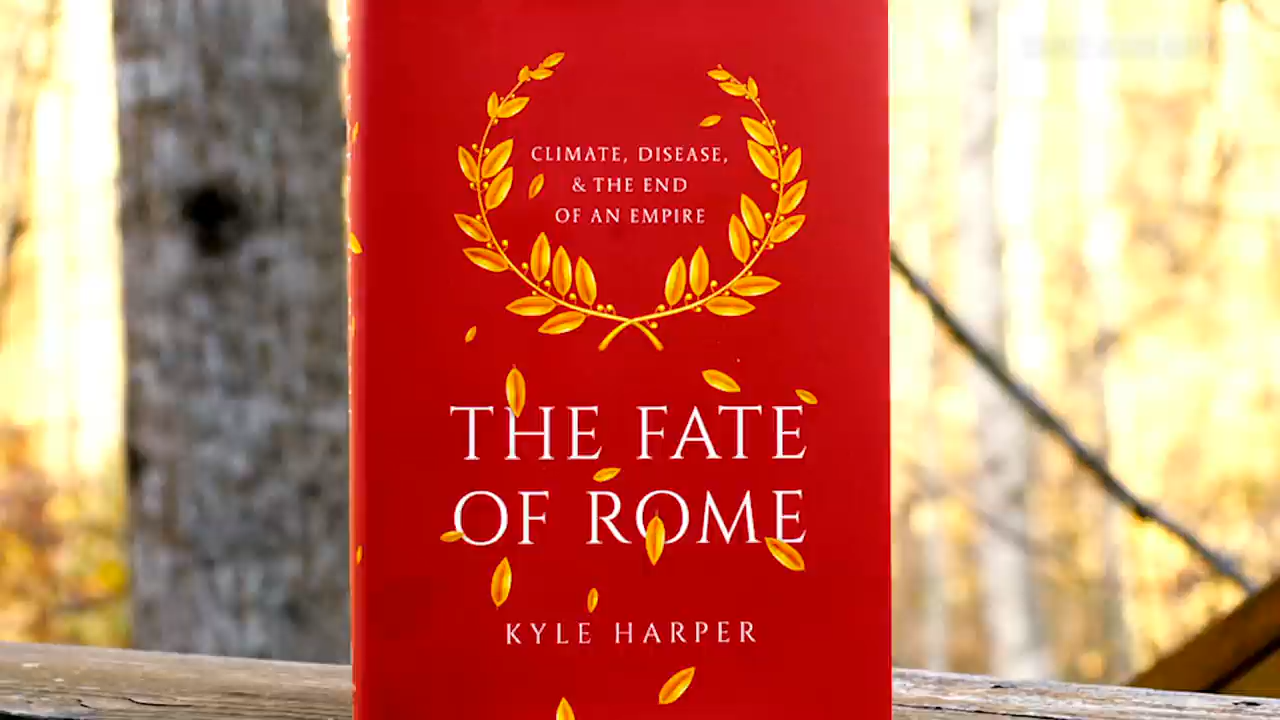 CLIMATE, DISEASE,
& THE END
OF AN EMPIRE
THE FATE
OF ROME
KYLE HARPER